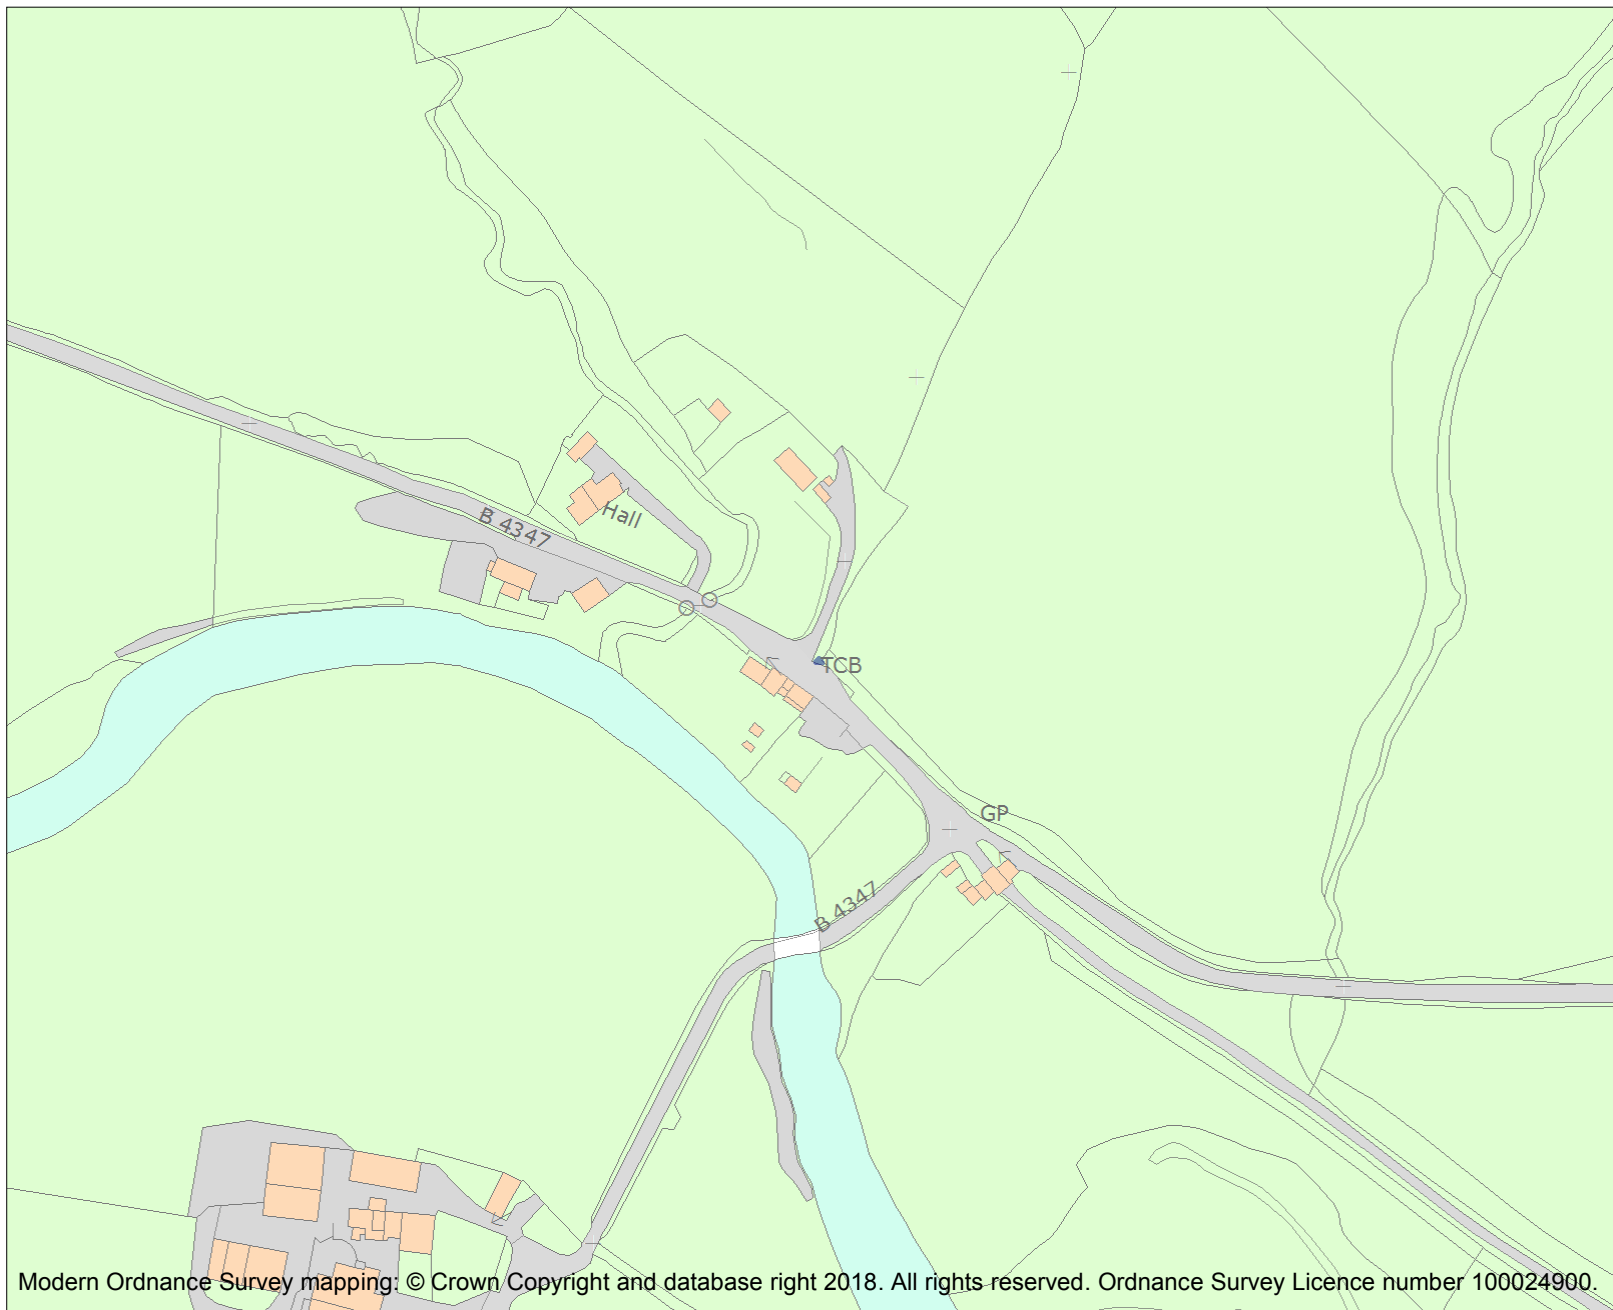 B 4347
Hall
TCB
GP
B 4347
Modern Ordnance Survey mapping: © Crown Copyright and database right 2018. All rights reserved. Ordnance Survey Licence number 100024900.